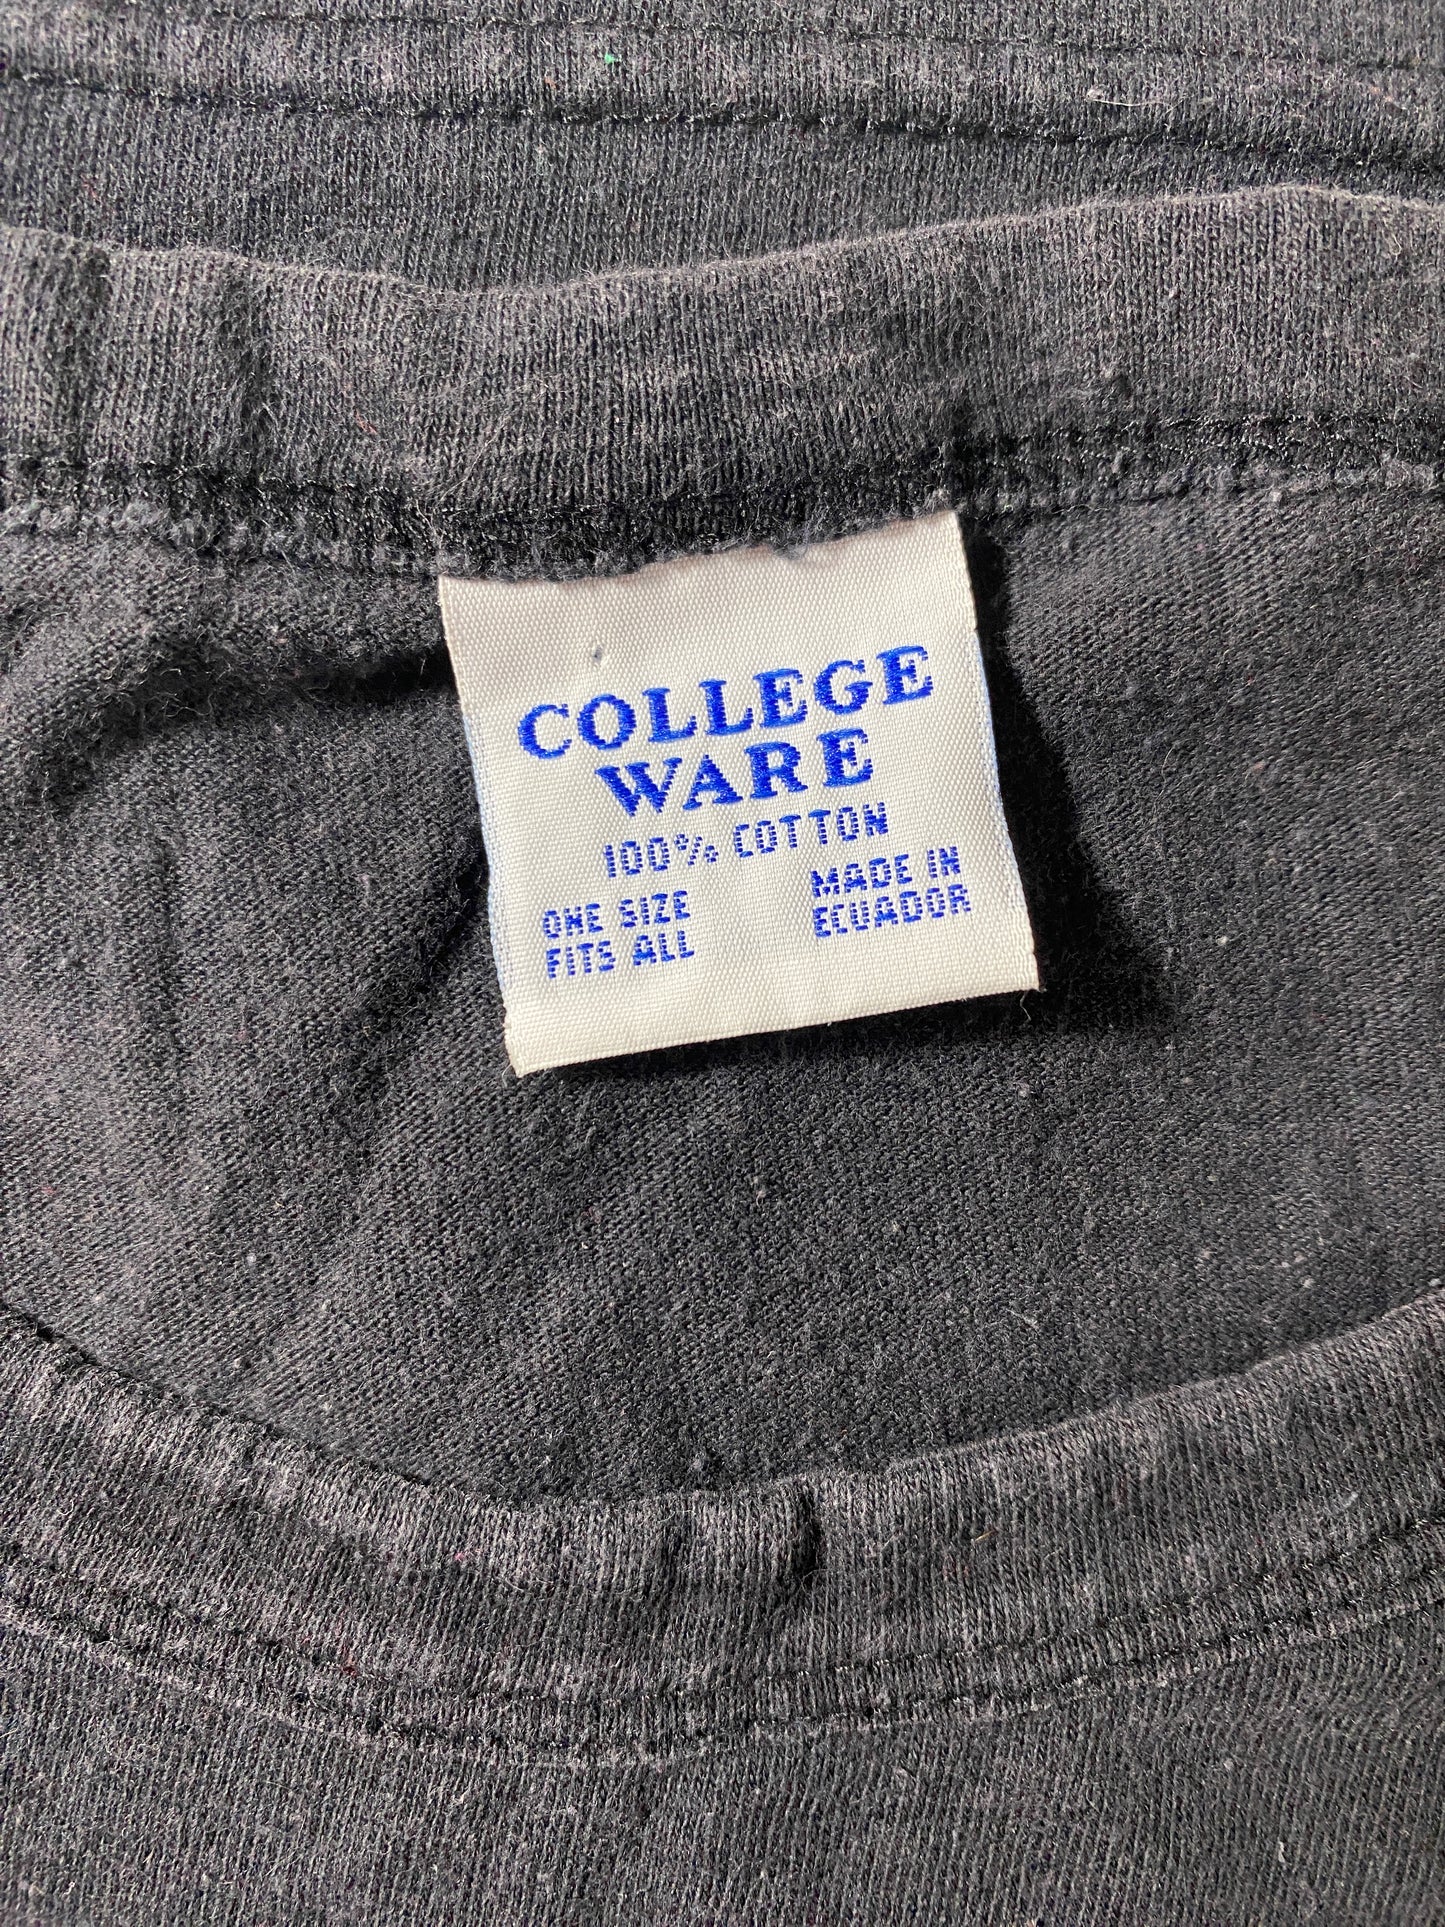 COLLEGE
WARE
100% COTTON
ONE SIZE
FITS ALL
MADE IN
ECUADOR